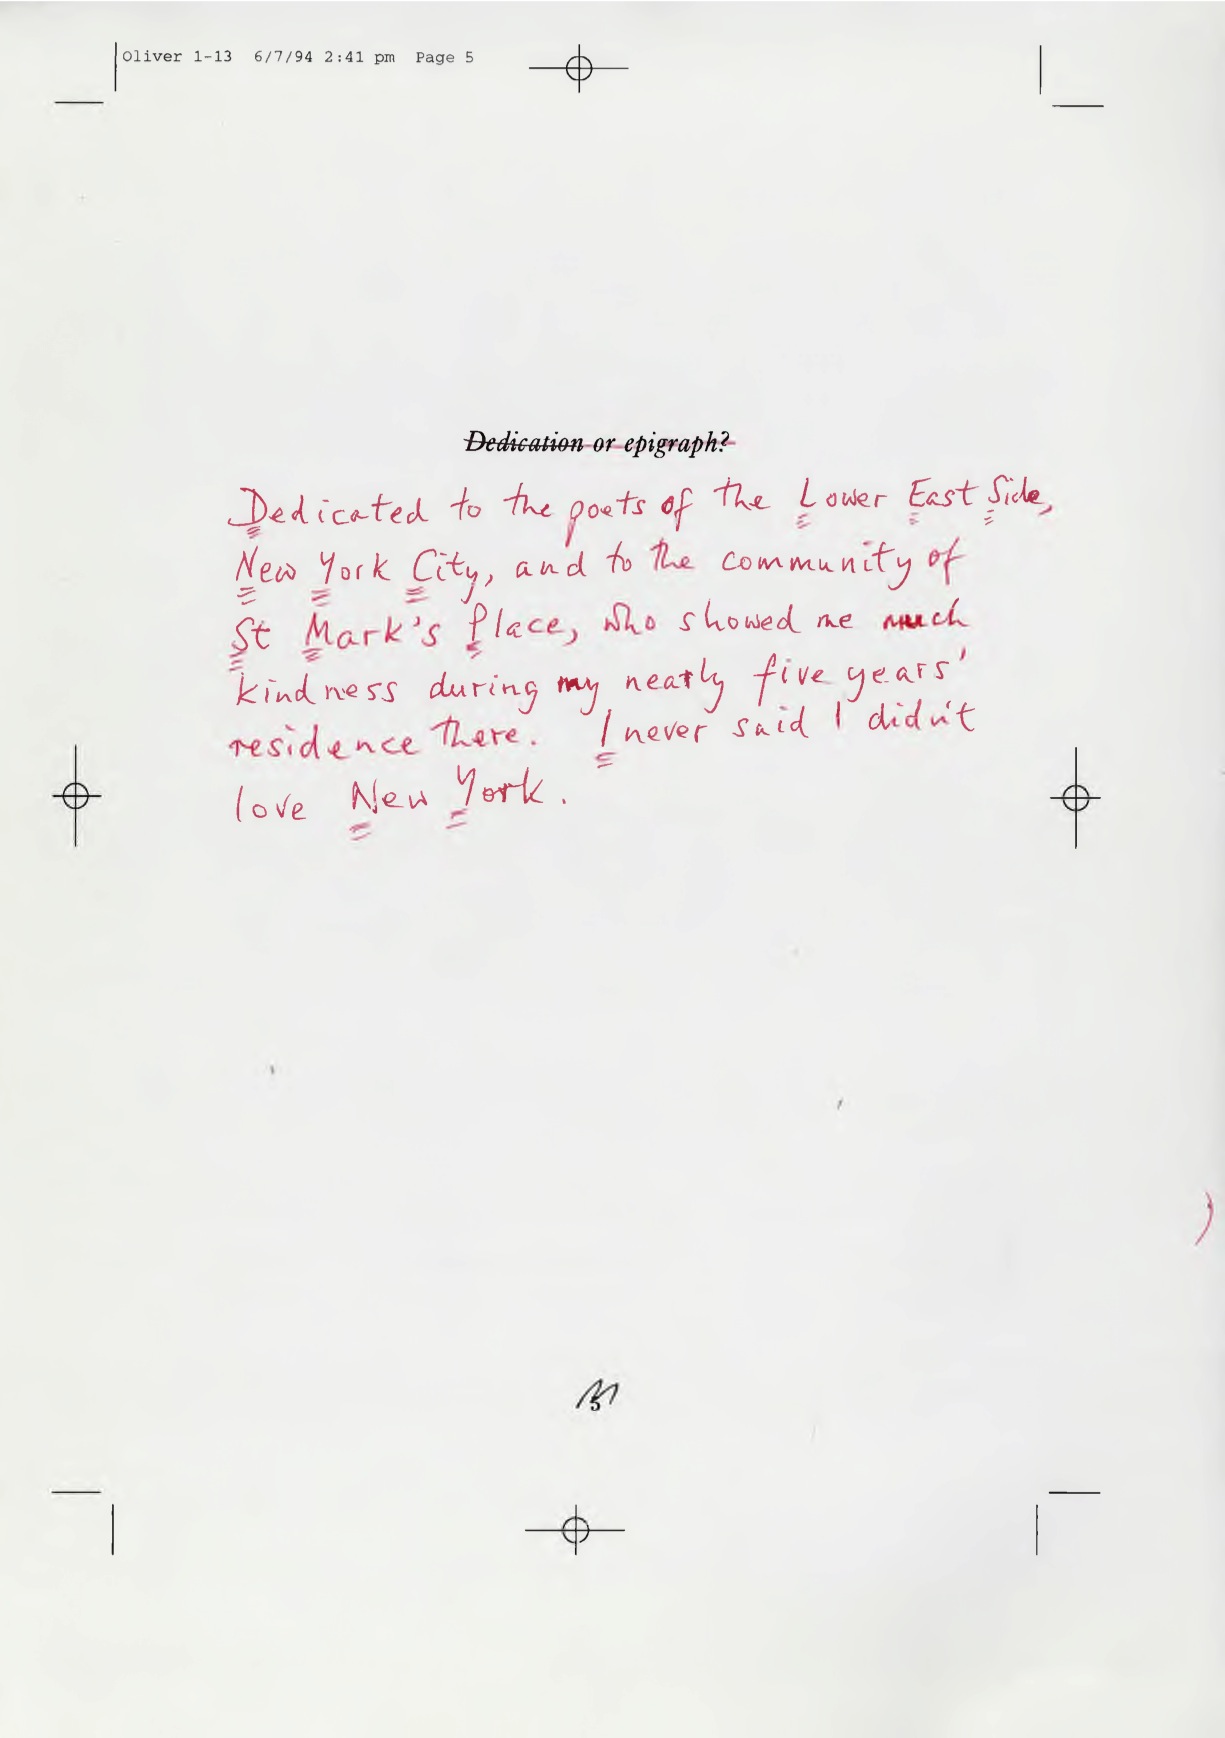 Oliver 1-13 6/7/94 2:41 pm Page 5
Dedication or epigraph?
Dedicated to the poets of the Lower East Side,
New York City, and to the community of
St Mark's Place, who showed me much
kindness during my nearly five years'
residence there. I never said I didn't
love New York.
5